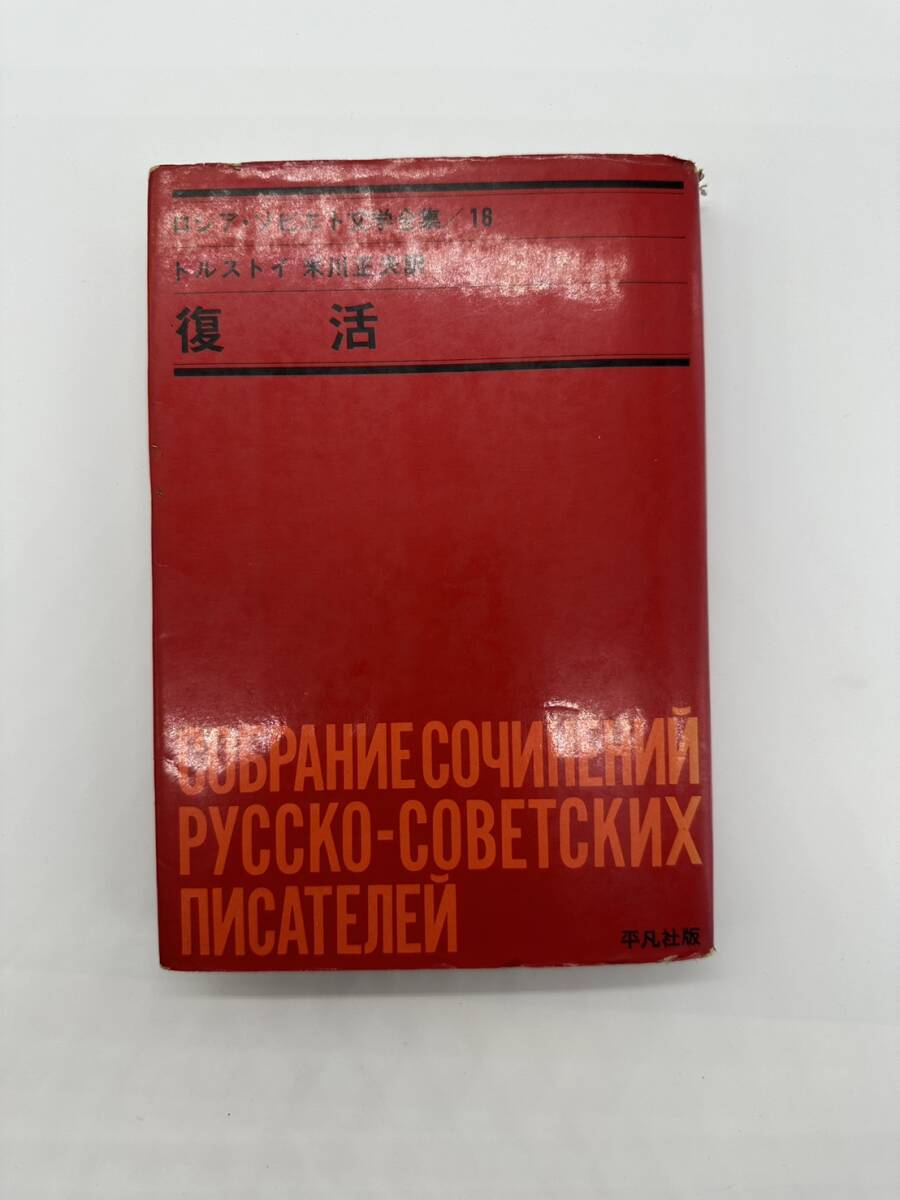 ロシア・ソビエト文学全集／16
トルストイ 米川正夫訳
復 活
СОБРАНИЕ СОЧИНЕНИЙ
РУССКО-СОВЕТСКИХ
ПИСАТЕЛЕЙ
平凡社版